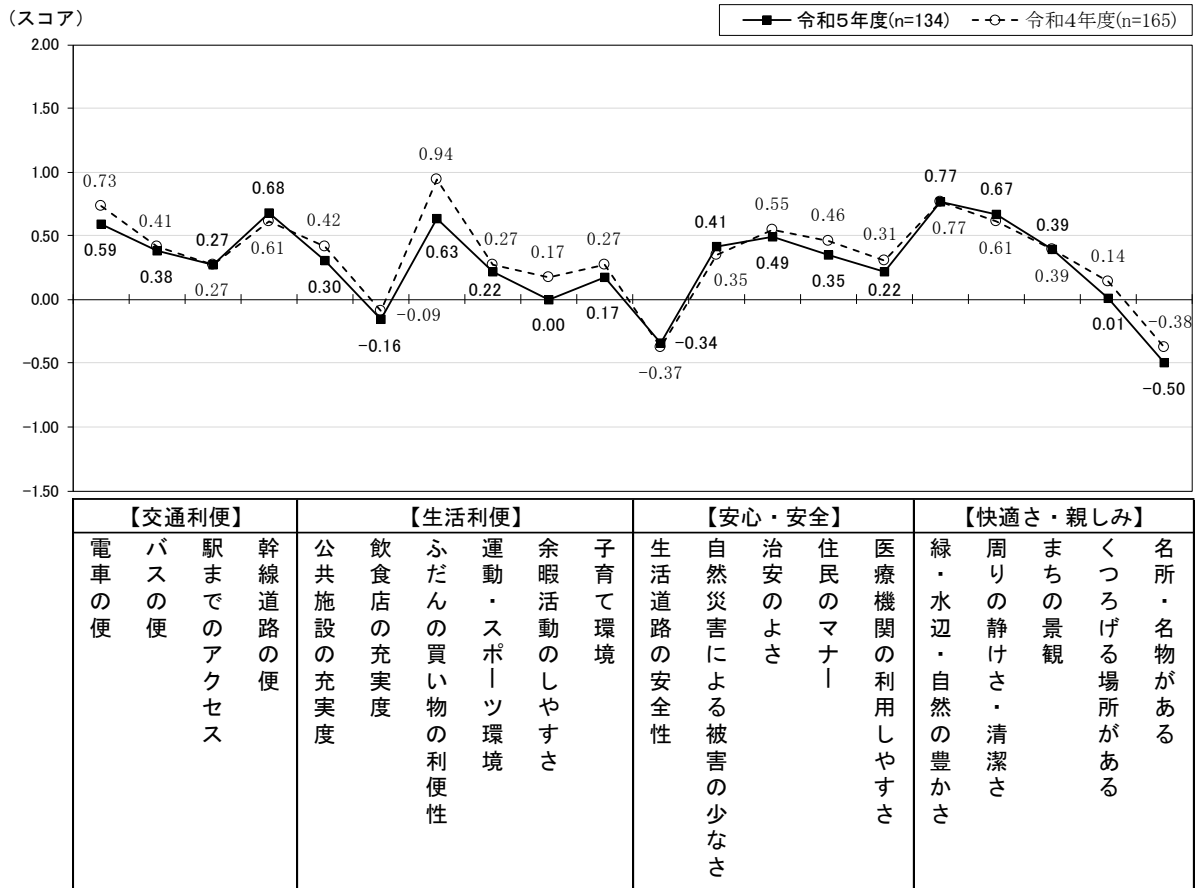 (スコア)
令和5年度(n=134)
令和4年度(n=165)
2.00
1.50
1.00
0.50
0.00
-0.50
-1.00
-1.50
0.73
0.59
0.41
0.38
0.27
0.27
0.68
0.61
0.42
0.30
-0.09
-0.16
0.94
0.63
0.27
0.22
0.17
0.00
0.27
0.17
-0.34
-0.37
0.41
0.35
0.55
0.49
0.46
0.35
0.31
0.22
0.77
0.77
0.67
0.61
0.39
0.39
0.14
0.01
-0.38
-0.50
【交通利便】
電車の便
バスの便
駅までのアクセス
幹線道路の便
【生活利便】
公共施設の充実度
飲食店の充実度
ふだんの買い物の利便性
運動・スポーツ環境
余暇活動のしやすさ
子育て環境
【安心・安全】
生活道路の安全性
自然災害による被害の少なさ
治安のよさ
住民のマナー
医療機関の利用しやすさ
【快適さ・親しみ】
緑・水辺・自然の豊かさ
周りの静けさ・清潔さ
まちの景観
くつろげる場所がある
名所・名物がある